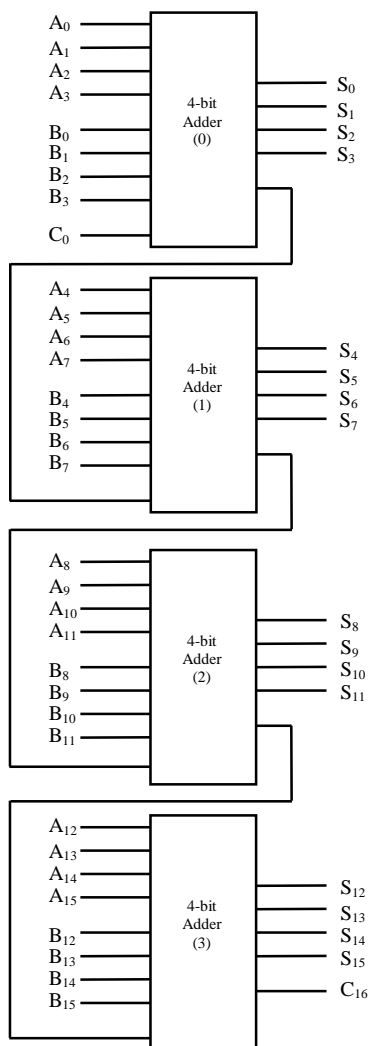 A₀
A₁
A₂
A₃
B₀
B₁
B₂
B₃
C₀
4-bit
Adder
(0)
S₀
S₁
S₂
S₃
A₄
A₅
A₆
A₇
B₄
B₅
B₆
B₇
4-bit
Adder
(1)
S₄
S₅
S₆
S₇
A₈
A₉
A₁₀
A₁₁
B₈
B₉
B₁₀
B₁₁
4-bit
Adder
(2)
S₈
S₉
S₁₀
S₁₁
A₁₂
A₁₃
A₁₄
A₁₅
B₁₂
B₁₃
B₁₄
B₁₅
4-bit
Adder
(3)
S₁₂
S₁₃
S₁₄
S₁₅
C₁₆